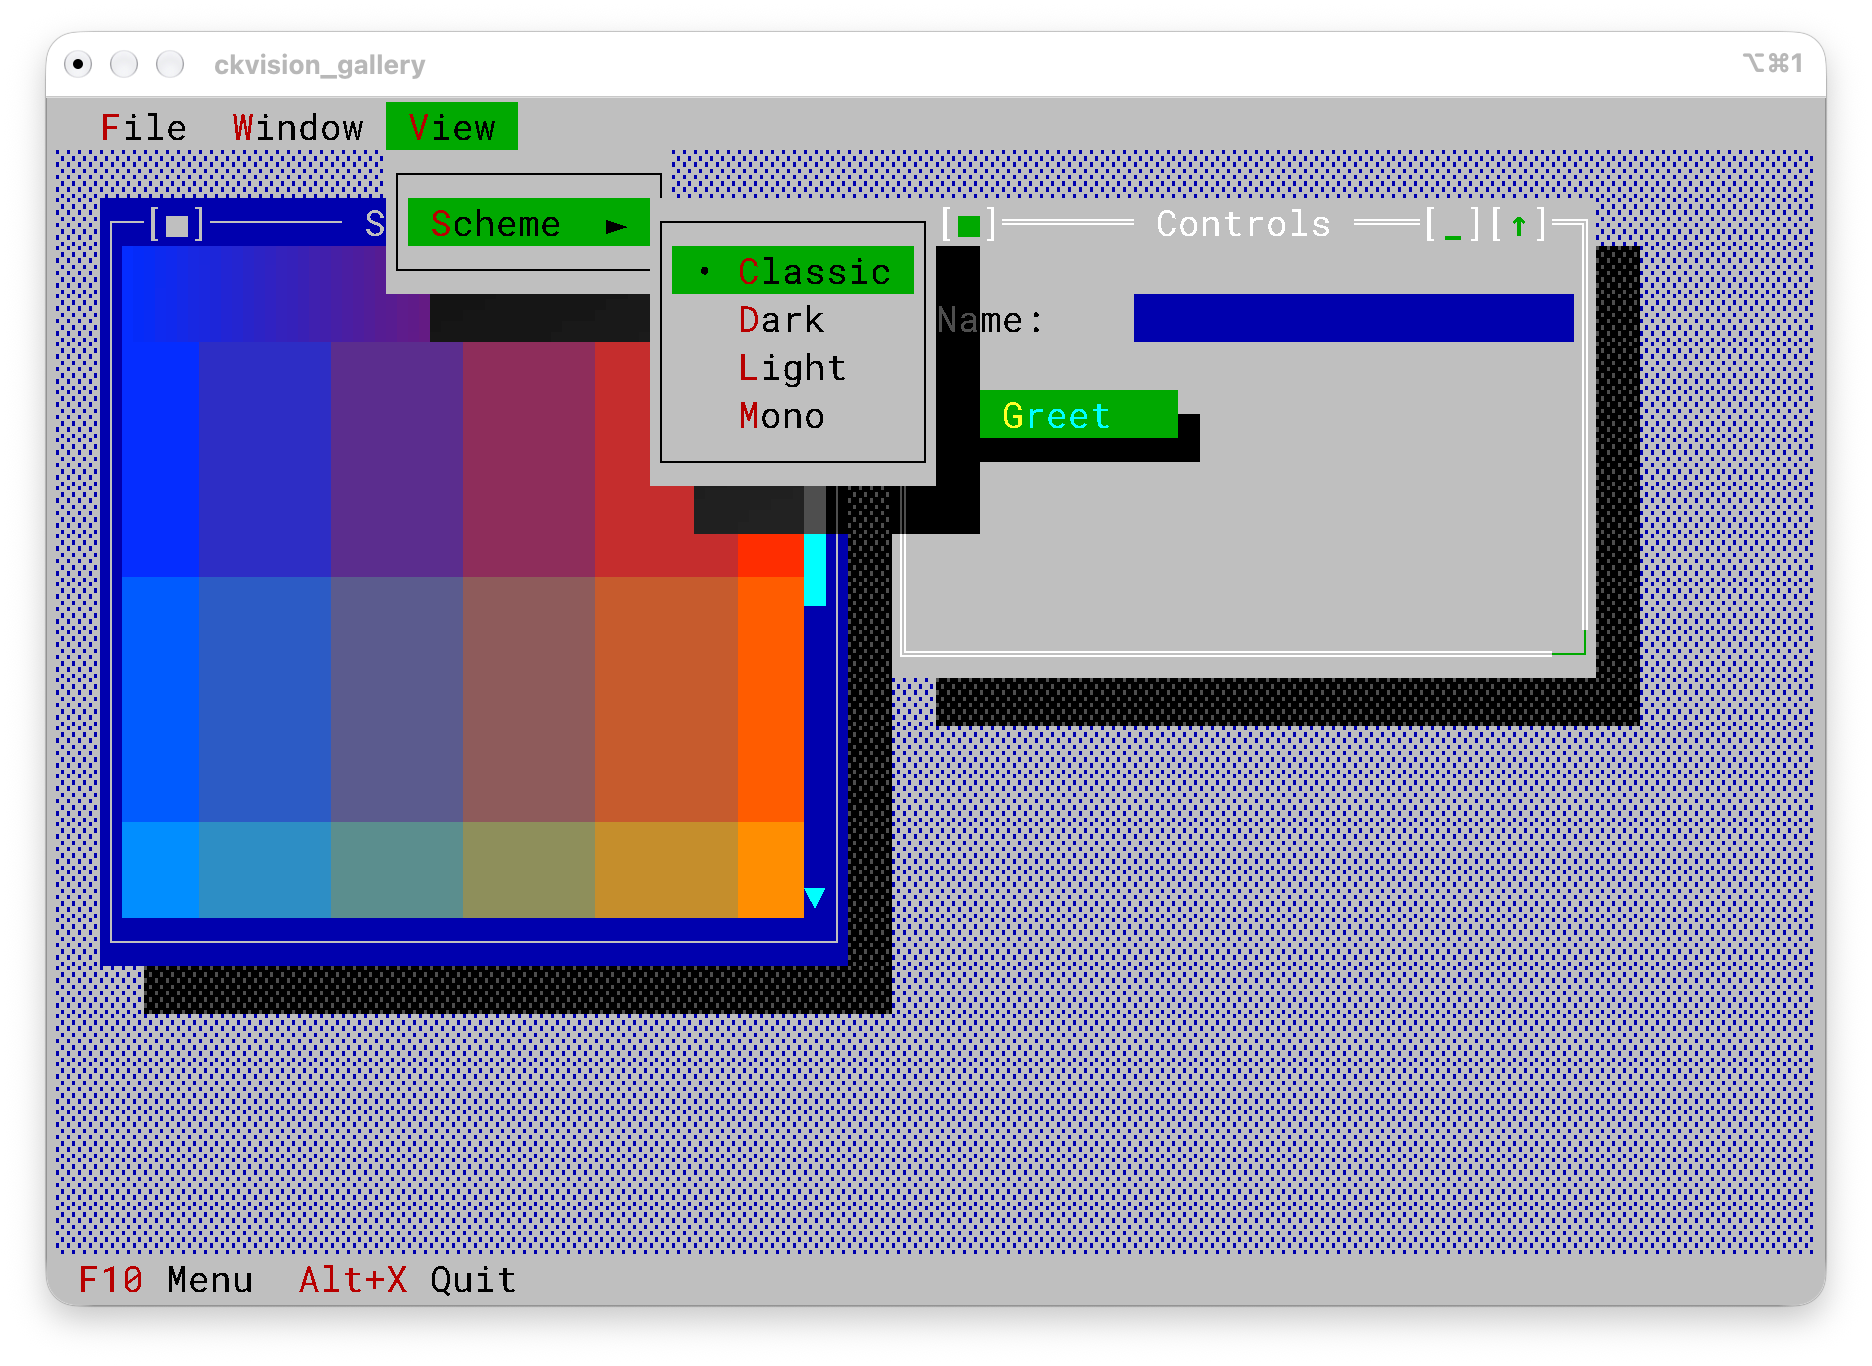 ckvision_gallery ⌥⌘1
File Window View
Scheme ►
[■] S
[■] Controls [_][↑]
• Classic
Dark
Light
Mono
Name:
Greet
F10 Menu Alt+X Quit